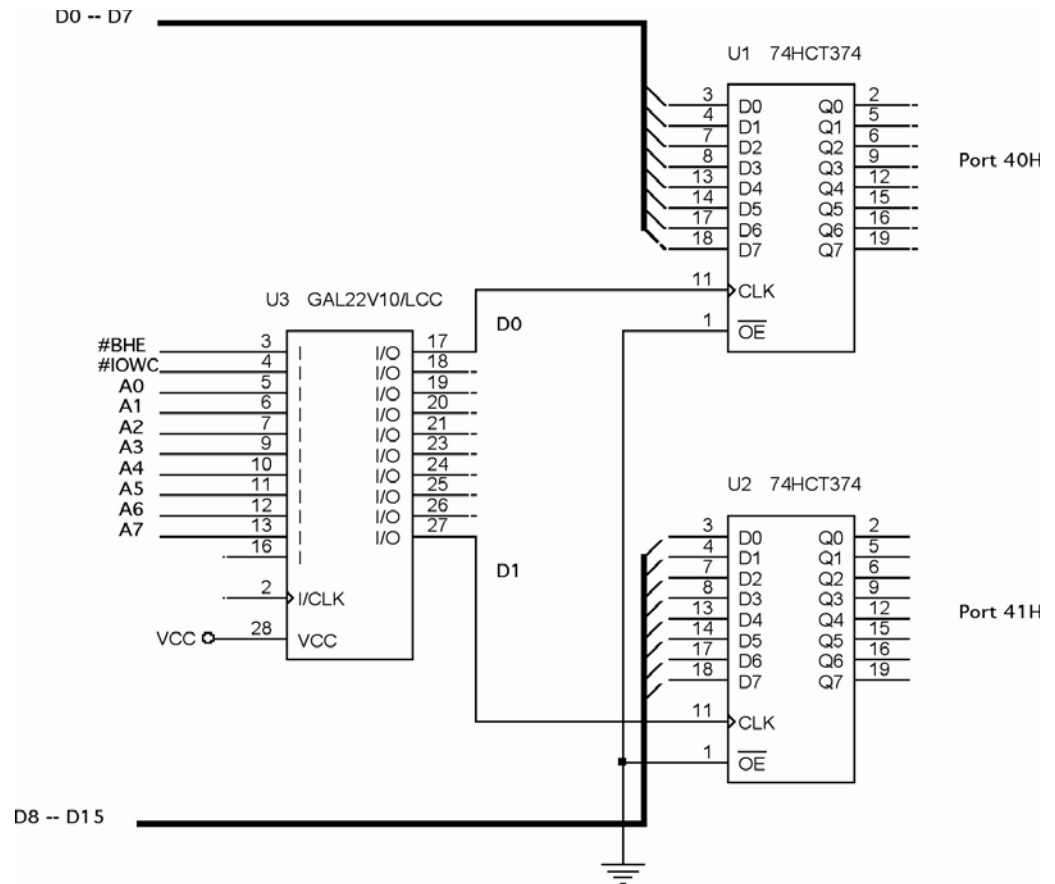 D0 -- D7
U1 74HCT374
3 D0 Q0 2
4 D1 Q1 5
7 D2 Q2 6
8 D3 Q3 9
13 D4 Q4 12
14 D5 Q5 15
17 D6 Q6 16
18 D7 Q7 19
Port 40H
11 CLK
1 OE
U3 GAL22V10/LCC
D0
#BHE 3 I I/O 17
#IOWC 4 I I/O 18
A0 5 I I/O 19
A1 6 I I/O 20
A2 7 I I/O 21
A3 9 I I/O 23
A4 10 I I/O 24
A5 11 I I/O 25
A6 12 I I/O 26
A7 13 I I/O 27
16 I
D1
2 I/CLK
VCC 28 VCC
U2 74HCT374
3 D0 Q0 2
4 D1 Q1 5
7 D2 Q2 6
8 D3 Q3 9
13 D4 Q4 12
14 D5 Q5 15
17 D6 Q6 16
18 D7 Q7 19
Port 41H
11 CLK
1 OE
D8 -- D15